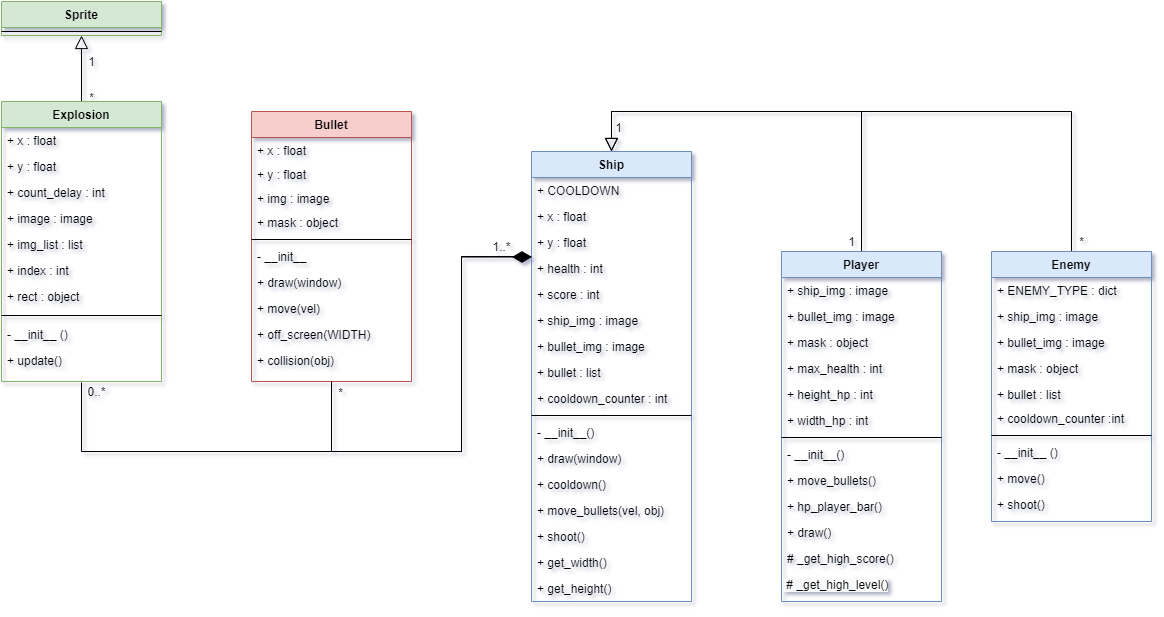 Sprite
1
*
Explosion
+ x : float
+ y : float
+ count_delay : int
+ image : image
+ img_list : list
+ index : int
+ rect : object
- __init__ ()
+ update()
0..*
Bullet
+ x : float
+ y : float
+ img : image
+ mask : object
- __init__
+ draw(window)
+ move(vel)
+ off_screen(WIDTH)
+ collision(obj)
*
1..*
1
Ship
+ COOLDOWN
+ x : float
+ y : float
+ health : int
+ score : int
+ ship_img : image
+ bullet_img : image
+ bullet : list
+ cooldown_counter : int
- __init__()
+ draw(window)
+ cooldown()
+ move_bullets(vel, obj)
+ shoot()
+ get_width()
+ get_height()
1
Player
+ ship_img : image
+ bullet_img : image
+ mask : object
+ max_health : int
+ height_hp : int
+ width_hp : int
- __init__()
+ move_bullets()
+ hp_player_bar()
+ draw()
# _get_high_score()
# _get_high_level()
*
Enemy
+ ENEMY_TYPE : dict
+ ship_img : image
+ bullet_img : image
+ mask : object
+ bullet : list
+ cooldown_counter :int
- __init__ ()
+ move()
+ shoot()